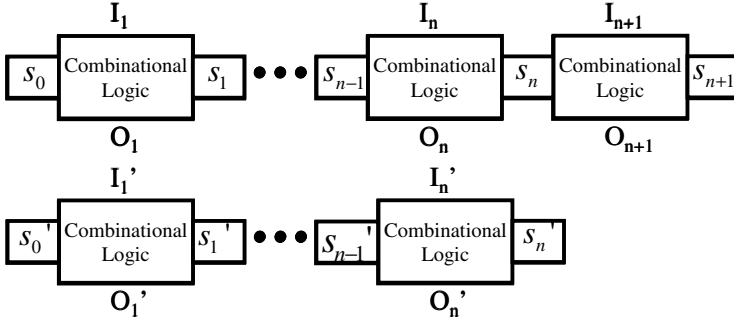 I₁ Iₙ Iₙ₊₁
s₀ Combinational Logic s₁ ••• sₙ₋₁ Combinational Logic sₙ Combinational Logic sₙ₊₁
O₁ Oₙ Oₙ₊₁
I₁’ Iₙ’
s₀' Combinational Logic s₁' ••• sₙ₋₁' Combinational Logic sₙ'
O₁’ Oₙ’